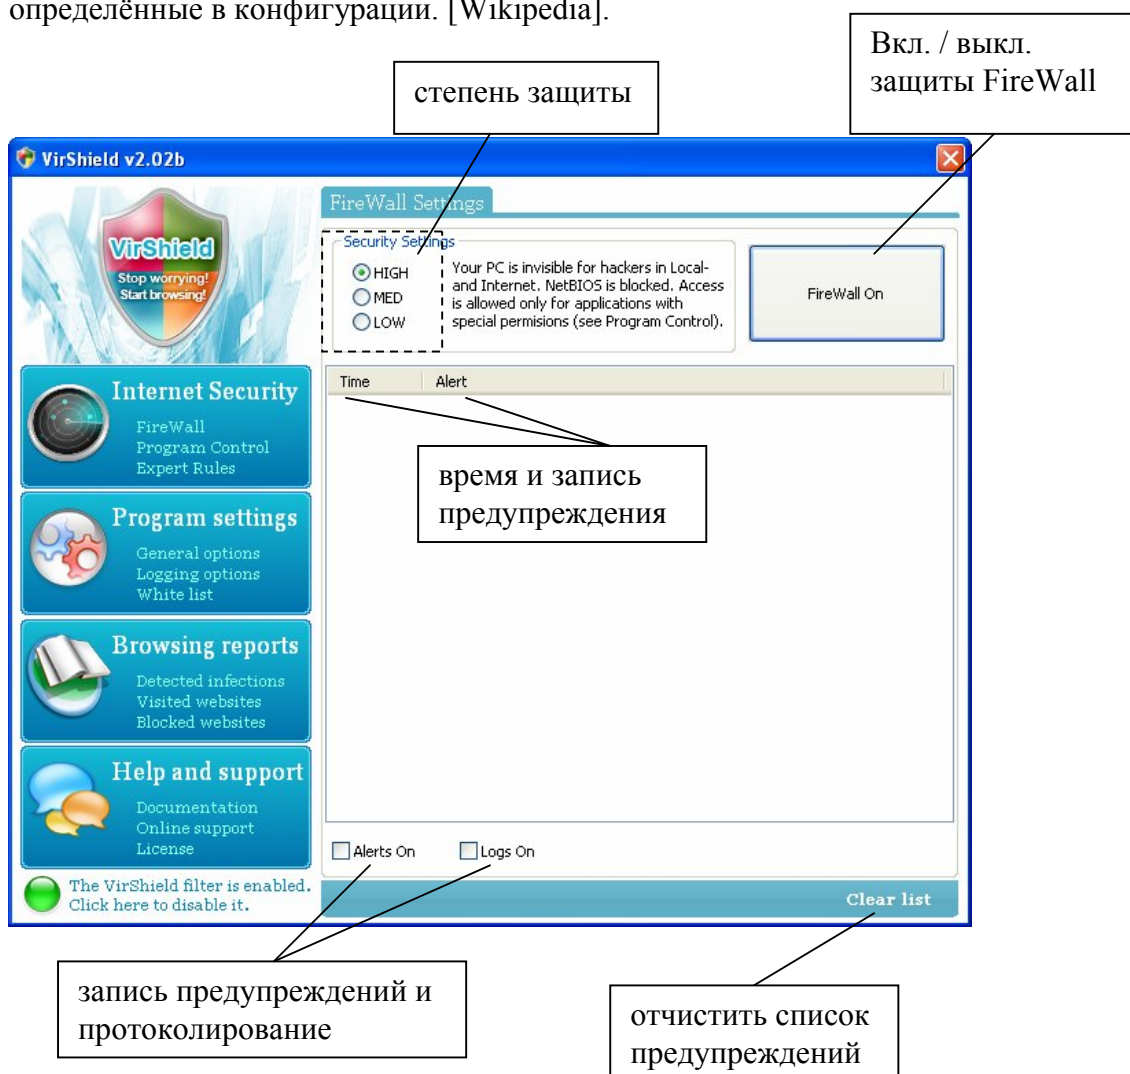 определённые в конфигурации. [Wikipedia].
Вкл. / выкл.
защиты FireWall
степень защиты
VirShield v2.02b
VirShield
Stop worrying!
Start browsing!
FireWall Settings
Security Settings
HIGH
MED
LOW
Your PC is invisible for hackers in Local-
and Internet. NetBIOS is blocked. Access
is allowed only for applications with
special permisions (see Program Control).
FireWall On
Time Alert
время и запись
предупреждения
Internet Security
FireWall
Program Control
Expert Rules
Program settings
General options
Logging options
White list
Browsing reports
Detected infections
Visited websites
Blocked websites
Help and support
Documentation
Online support
License
The VirShield filter is enabled.
Click here to disable it.
Alerts On Logs On
Clear list
запись предупреждений и
протоколирование
отчистить список
предупреждений